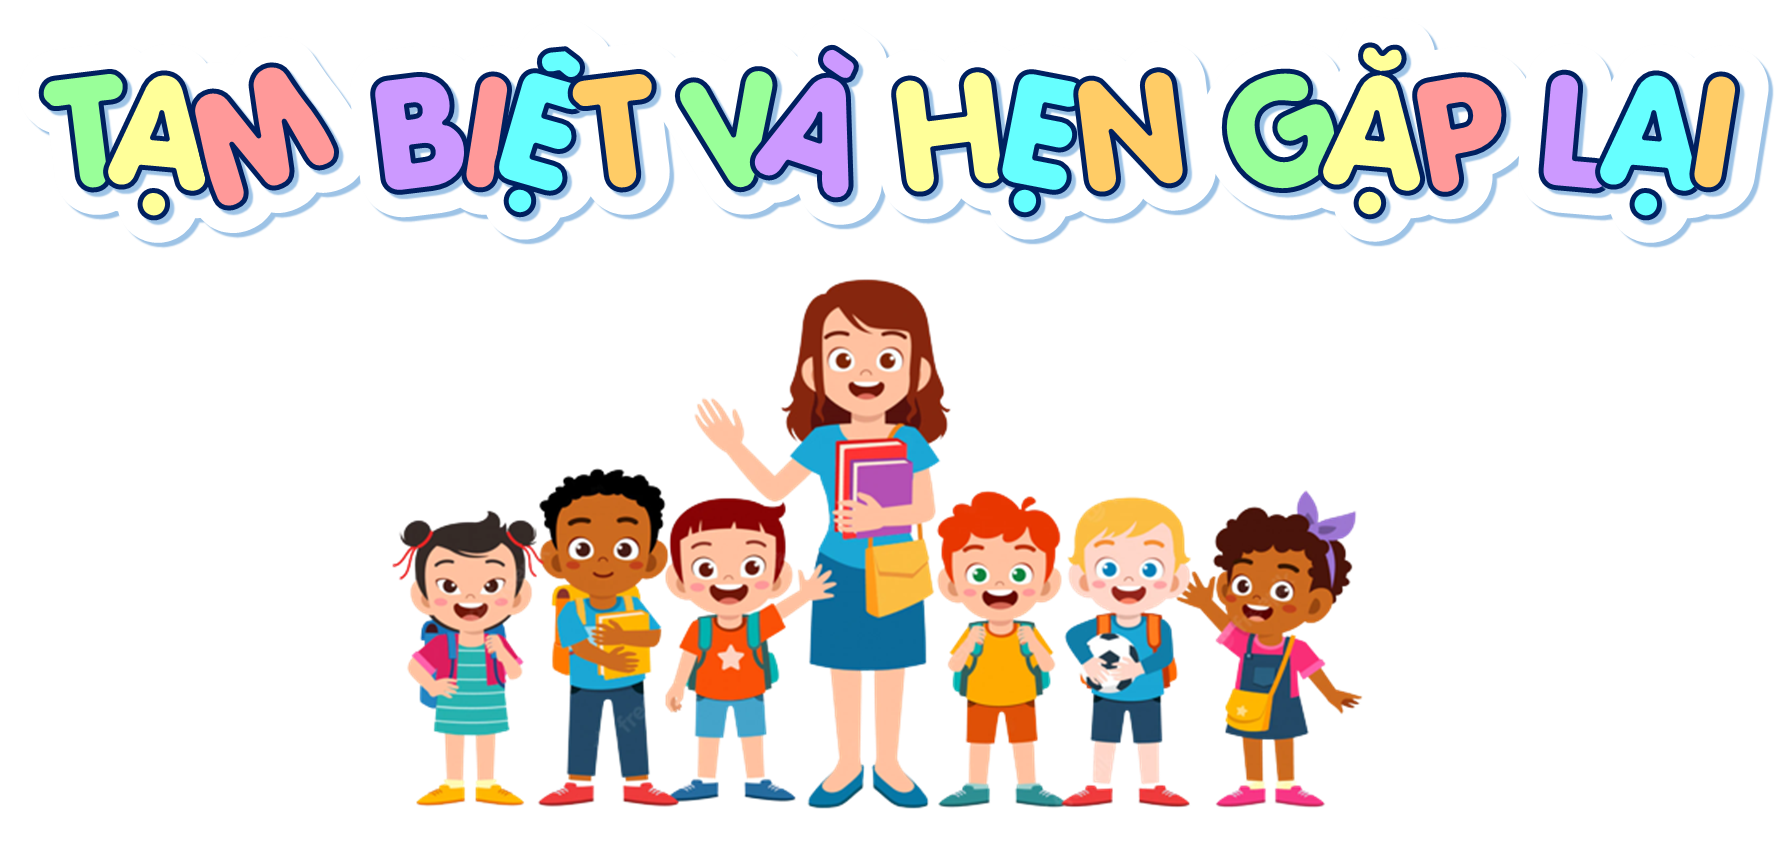 TẠM BIỆT VÀ HẸN GẶP LẠI